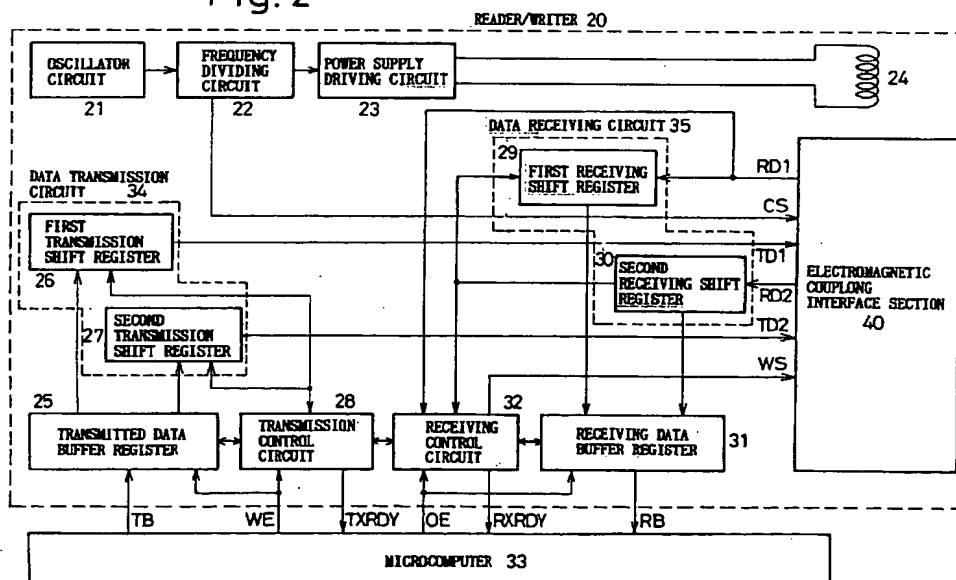 Fig. 2
READER/WRITER 20
OSCILLATOR
CIRCUIT
21
FREQUENCY
DIVIDING
CIRCUIT
22
POWER SUPPLY
DRIVING CIRCUIT
23
24
DATA RECEIVING CIRCUIT 35
29
FIRST RECEIVING
SHIFT REGISTER
RD1
CS
DATA TRANSMISSION
CIRCUIT 34
FIRST
TRANSMISSION
SHIFT REGISTER
26
TD1
30
SECOND
RECEIVING SHIFT
REGISTER
RD2
ELECTROMAGNETIC
COUPLONG
INTERFACE SECTION
40
27
SECOND
TRANSMISSION
SHIFT REGISTER
TD2
WS
25
TRANSMITTED DATA
BUFFER REGISTER
28
TRANSMISSION
CONTROL
CIRCUIT
32
RECEIVING
CONTROL
CIRCUIT
RECEIVING DATA
BUFFER REGISTER
31
TB
WE
TXRDY
OE
RXRDY
RB
MICROCOMPUTER 33